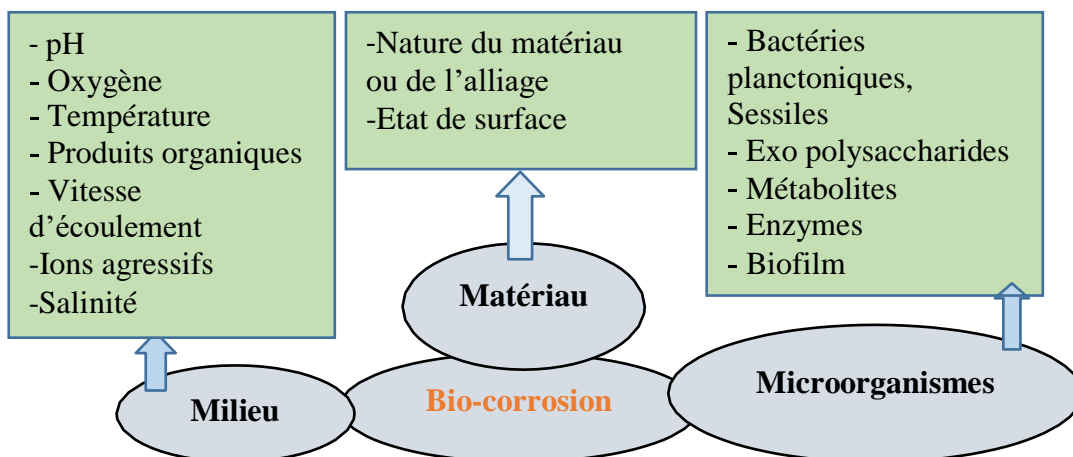 - pH
- Oxygène
- Température
- Produits organiques
- Vitesse
d’écoulement
-Ions agressifs
-Salinité
-Nature du matériau
ou de l’alliage
-Etat de surface
- Bactéries
planctoniques,
Sessiles
- Exo polysaccharides
- Métabolites
- Enzymes
- Biofilm
Matériau
Milieu
Bio-corrosion
Microorganismes